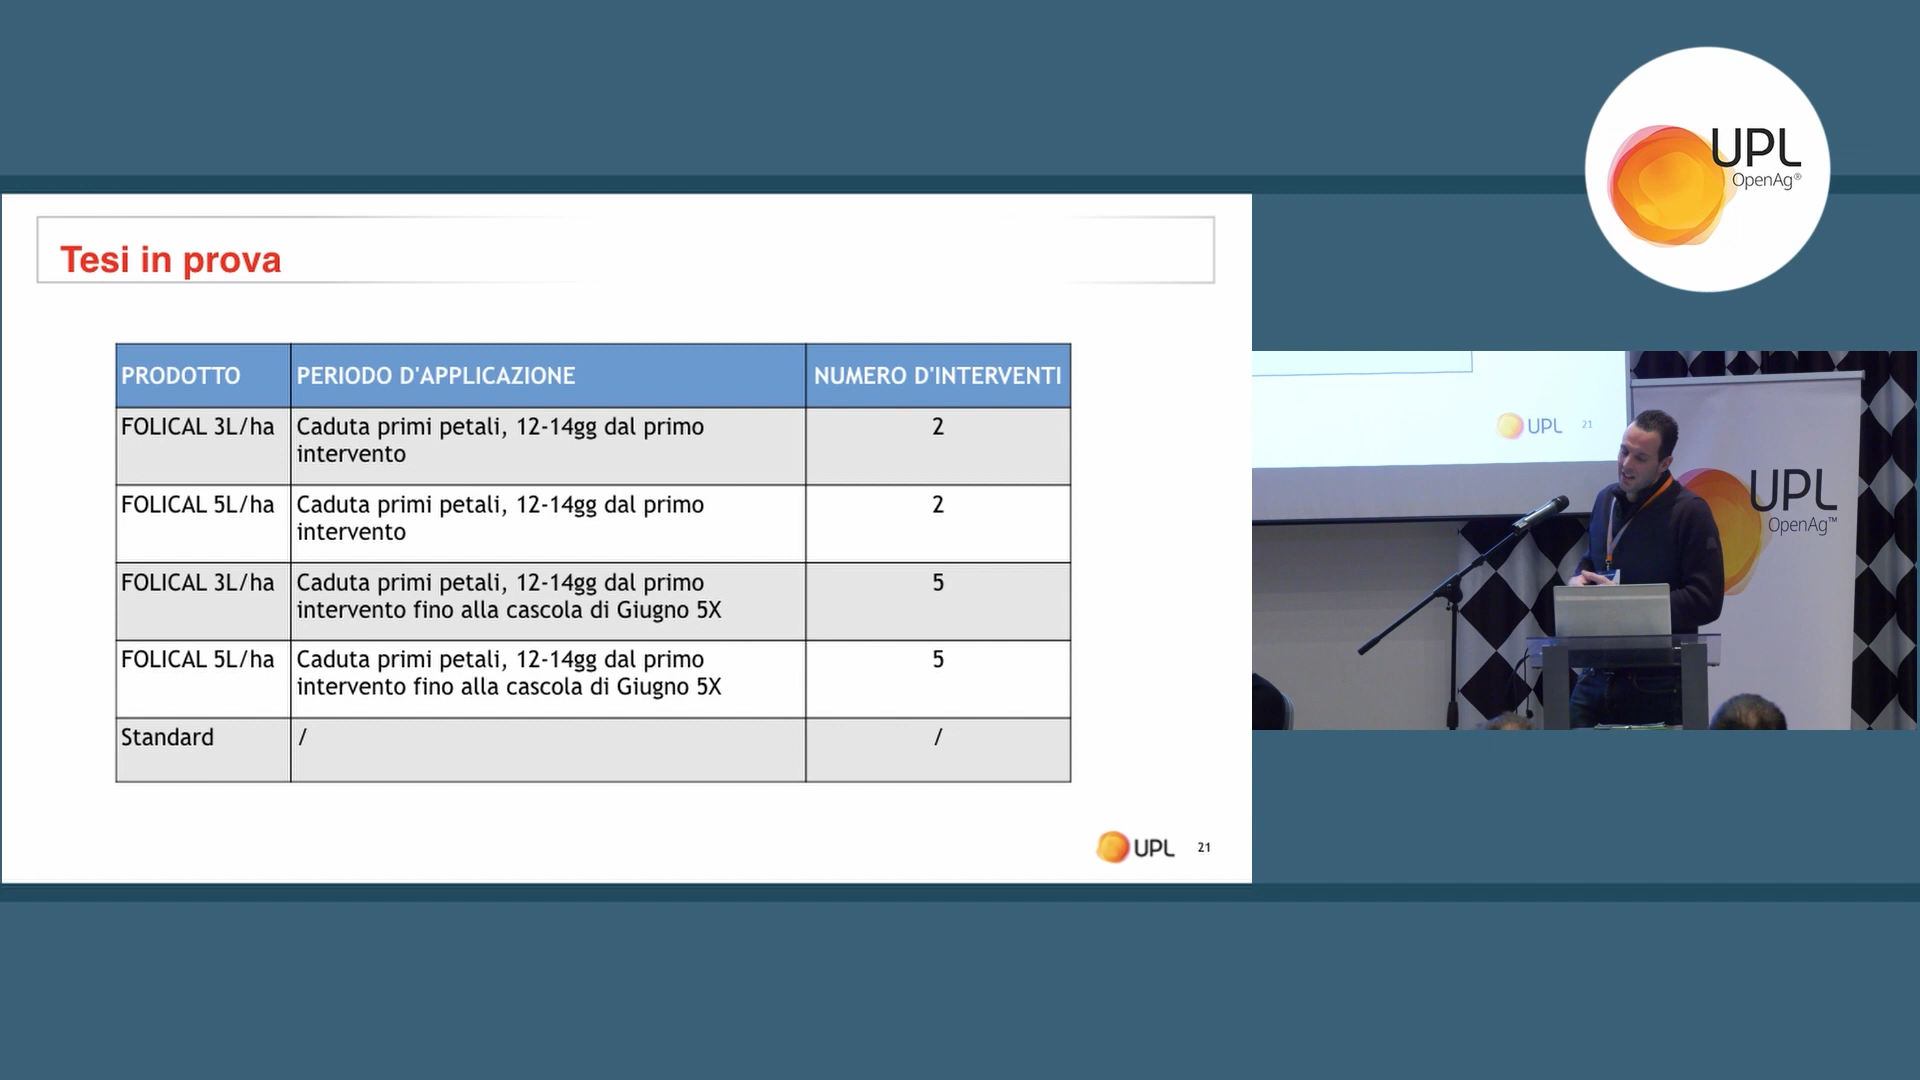 UPL
OpenAg®
Tesi in prova
PRODOTTO
PERIODO D'APPLICAZIONE
NUMERO D'INTERVENTI
FOLICAL 3L/ha
Caduta primi petali, 12-14gg dal primo
intervento
2
FOLICAL 5L/ha
Caduta primi petali, 12-14gg dal primo
intervento
2
FOLICAL 3L/ha
Caduta primi petali, 12-14gg dal primo
intervento fino alla cascola di Giugno 5X
5
FOLICAL 5L/ha
Caduta primi petali, 12-14gg dal primo
intervento fino alla cascola di Giugno 5X
5
Standard
/
/
UPL
21
UPL
21
UPL
OpenAg™